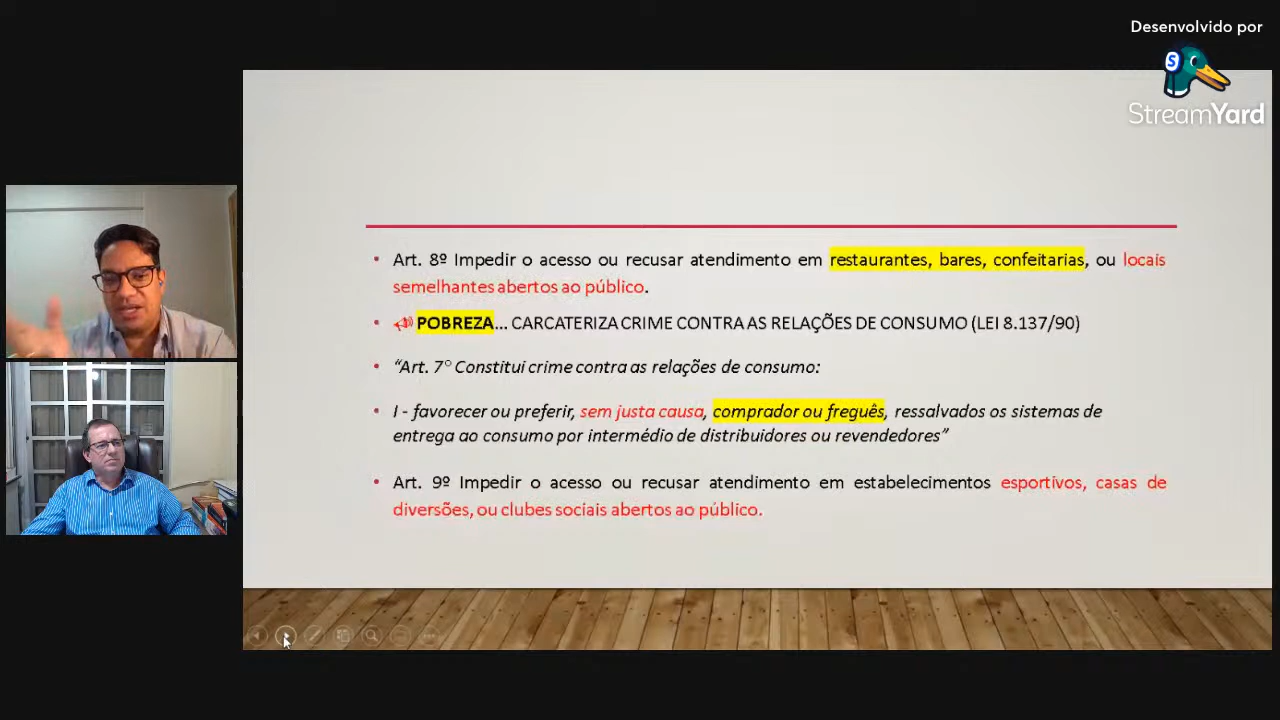 Desenvolvido por
S
StreamYard
• Art. 8º Impedir o acesso ou recusar atendimento em restaurantes, bares, confeitarias, ou locais
semelhantes abertos ao público.
• POBREZA... CARCATERIZA CRIME CONTRA AS RELAÇÕES DE CONSUMO (LEI 8.137/90)
• “Art. 7° Constitui crime contra as relações de consumo:
• I - favorecer ou preferir, sem justa causa, comprador ou freguês, ressalvados os sistemas de
entrega ao consumo por intermédio de distribuidores ou revendedores”
• Art. 9º Impedir o acesso ou recusar atendimento em estabelecimentos esportivos, casas de
diversões, ou clubes sociais abertos ao público.